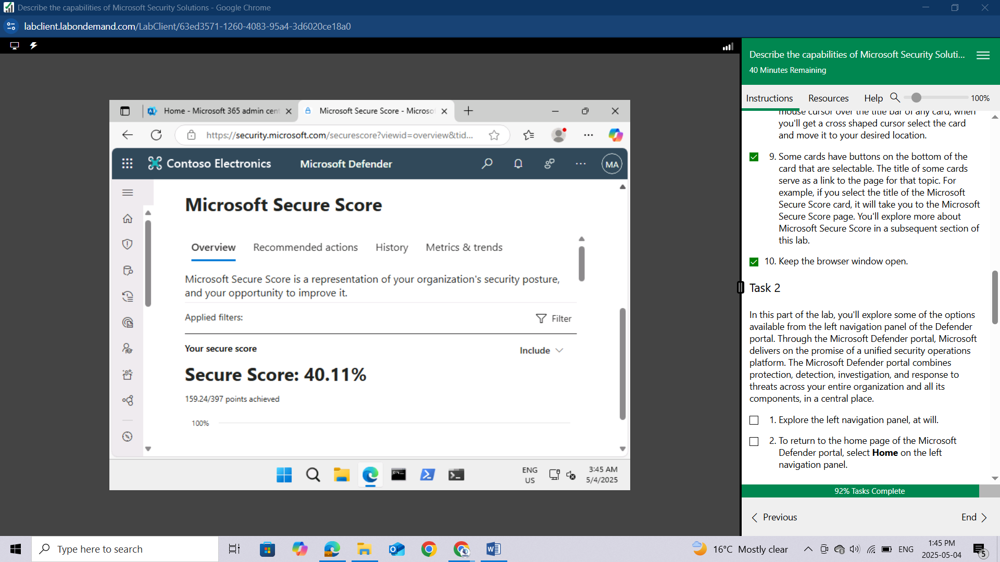 Describe the capabilities of Microsoft Security Solutions - Google Chrome
labclient.labondemand.com/LabClient/63ed3571-1260-4083-95a4-3d6020ce18a0
Home - Microsoft 365 admin cent
Microsoft Secure Score - Microso
https://security.microsoft.com/securescore?viewid=overview&tid...
Contoso Electronics
Microsoft Defender
MA
Microsoft Secure Score
Overview
Recommended actions
History
Metrics & trends
Microsoft Secure Score is a representation of your organization's security posture,
and your opportunity to improve it.
Applied filters:
Filter
Your secure score
Include
Secure Score: 40.11%
159.24/397 points achieved
100%
ENG
US
3:45 AM
5/4/2025
Describe the capabilities of Microsoft Security Soluti...
40 Minutes Remaining
Instructions
Resources
Help
100%
mouse cursor over the title bar of any card, when
you'll get a cross shaped cursor select the card
and move it to your desired location.
9. Some cards have buttons on the bottom of the
card that are selectable. The title of some cards
serve as a link to the page for that topic. For
example, if you select the title of the Microsoft
Secure Score card, it will take you to the Microsoft
Secure Score page. You'll explore more about
Microsoft Secure Score in a subsequent section of
this lab.
10. Keep the browser window open.
Task 2
In this part of the lab, you'll explore some of the options
available from the left navigation panel of the Defender
portal. Through the Microsoft Defender portal, Microsoft
delivers on the promise of a unified security operations
platform. The Microsoft Defender portal combines
protection, detection, investigation, and response to
threats across your entire organization and all its
components, in a central place.
1. Explore the left navigation panel, at will.
2. To return to the home page of the Microsoft
Defender portal, select Home on the left
navigation panel.
92% Tasks Complete
Previous
End
Type here to search
16°C Mostly clear
ENG
1:45 PM
2025-05-04
5